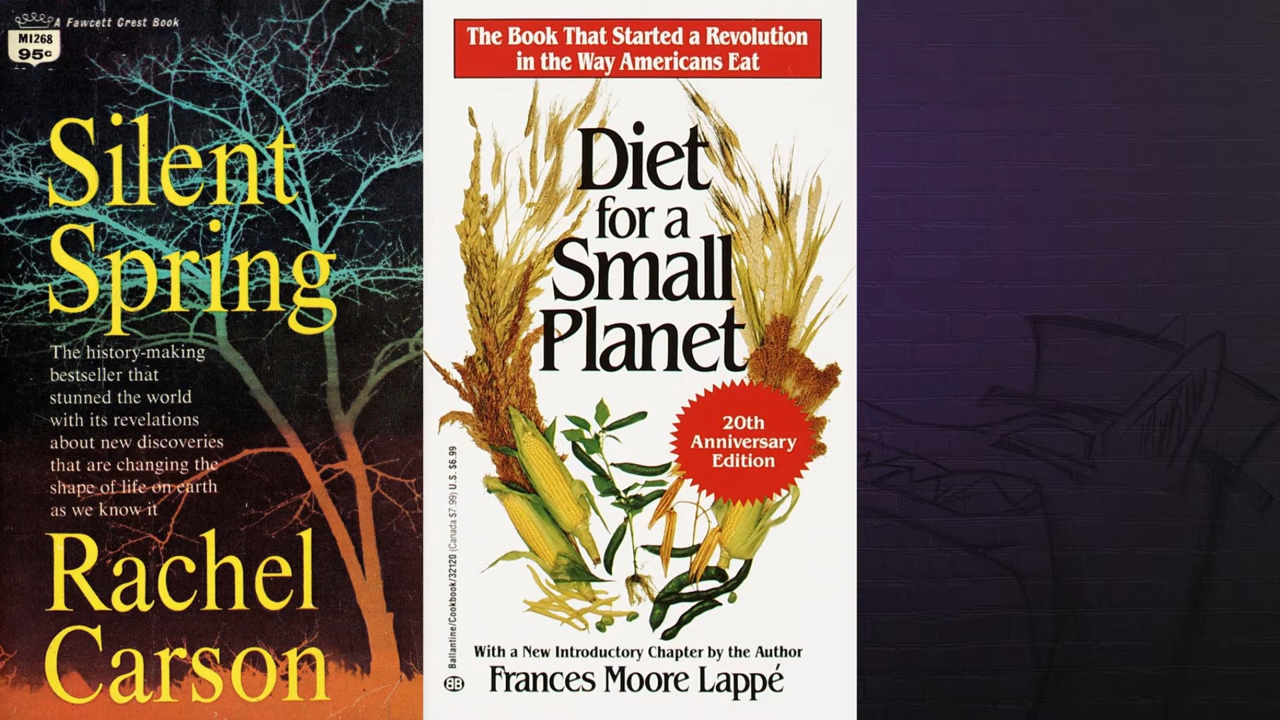 A Fawcett Crest Book
M1268
95c
Silent
Spring
The history-making
bestseller that
stunned the world
with its revelations
about new discoveries
that are changing the
shape of life on earth
as we know it
Rachel
Carson
The Book That Started a Revolution
in the Way Americans Eat
Diet
for a
Small
Planet
20th
Anniversary
Edition
Ballantine/Cookbook/32120 (Canada $7.99) U.S. $6.99
With a New Introductory Chapter by the Author
BB
Frances Moore Lappé